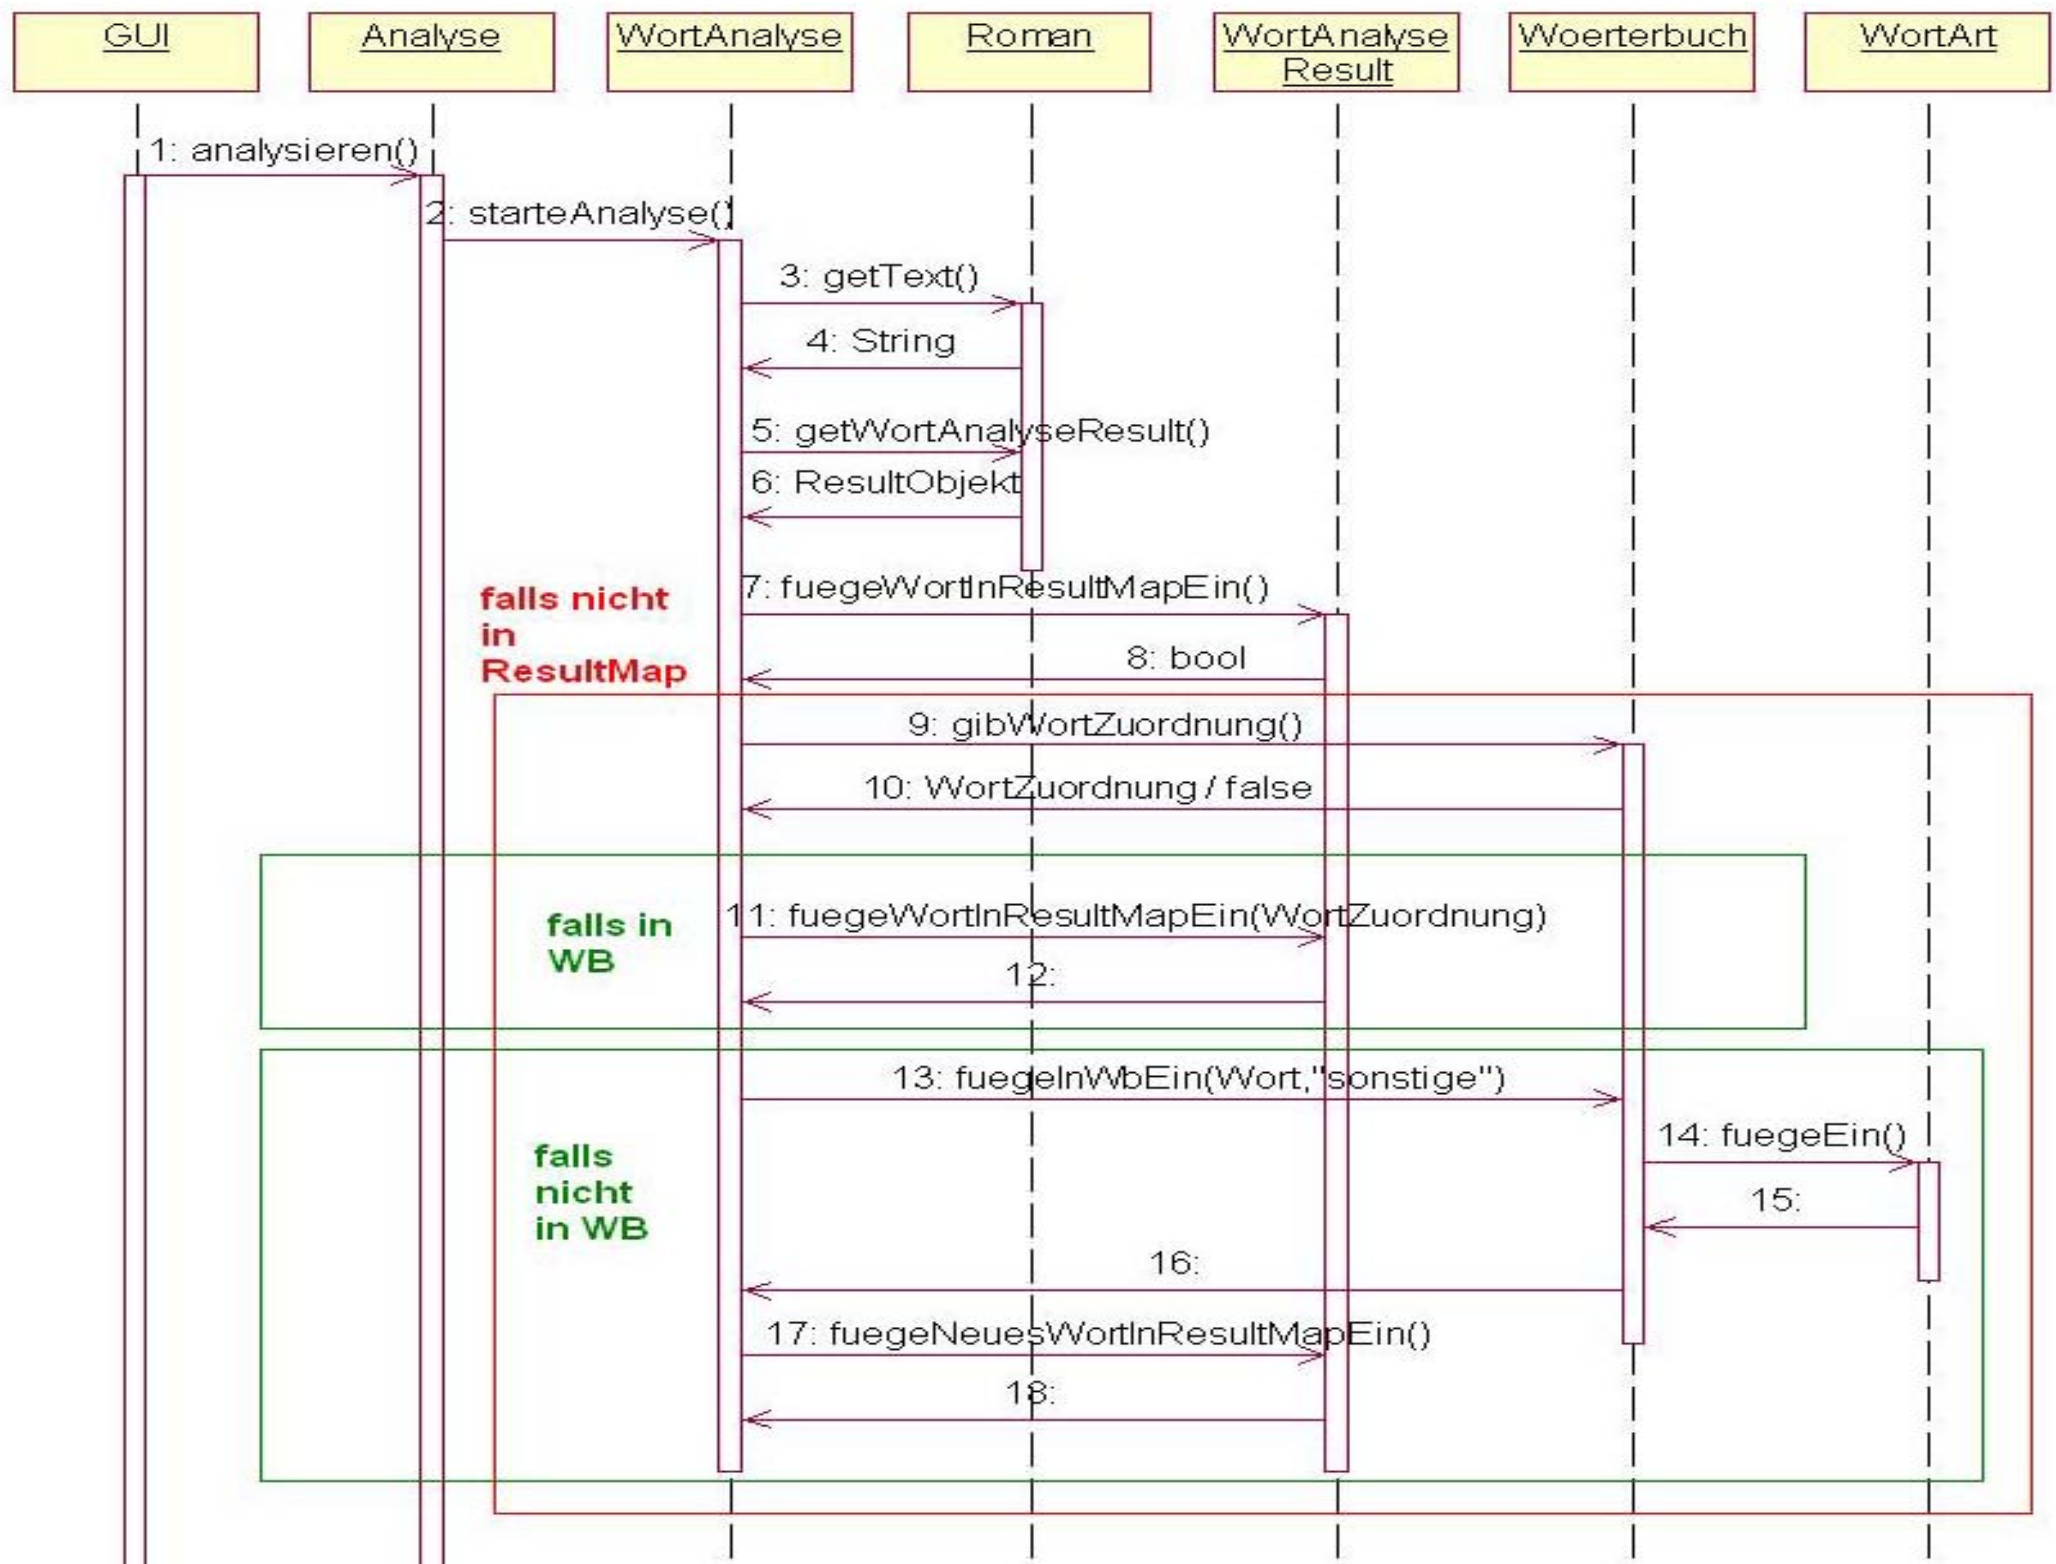 GUI
Analyse
WortAnalyse
Roman
WortAnalyse
Result
Woerterbuch
WortArt
1: analysieren()
2: starteAnalyse()
3: getText()
4: String
5: getWortAnalyseResult()
6: ResultObjekt
7: fuegeWortInResultMapEin()
falls nicht
in
ResultMap
8: bool
9: gibWortZuordnung()
10: WortZuordnung / false
11: fuegeWortInResultMapEin(WortZuordnung)
falls in
WB
12:
13: fuegeInWbEin(Wort,"sonstige")
14: fuegeEin()
falls
nicht
in WB
15:
16:
17: fuegeNeuesWortInResultMapEin()
18: